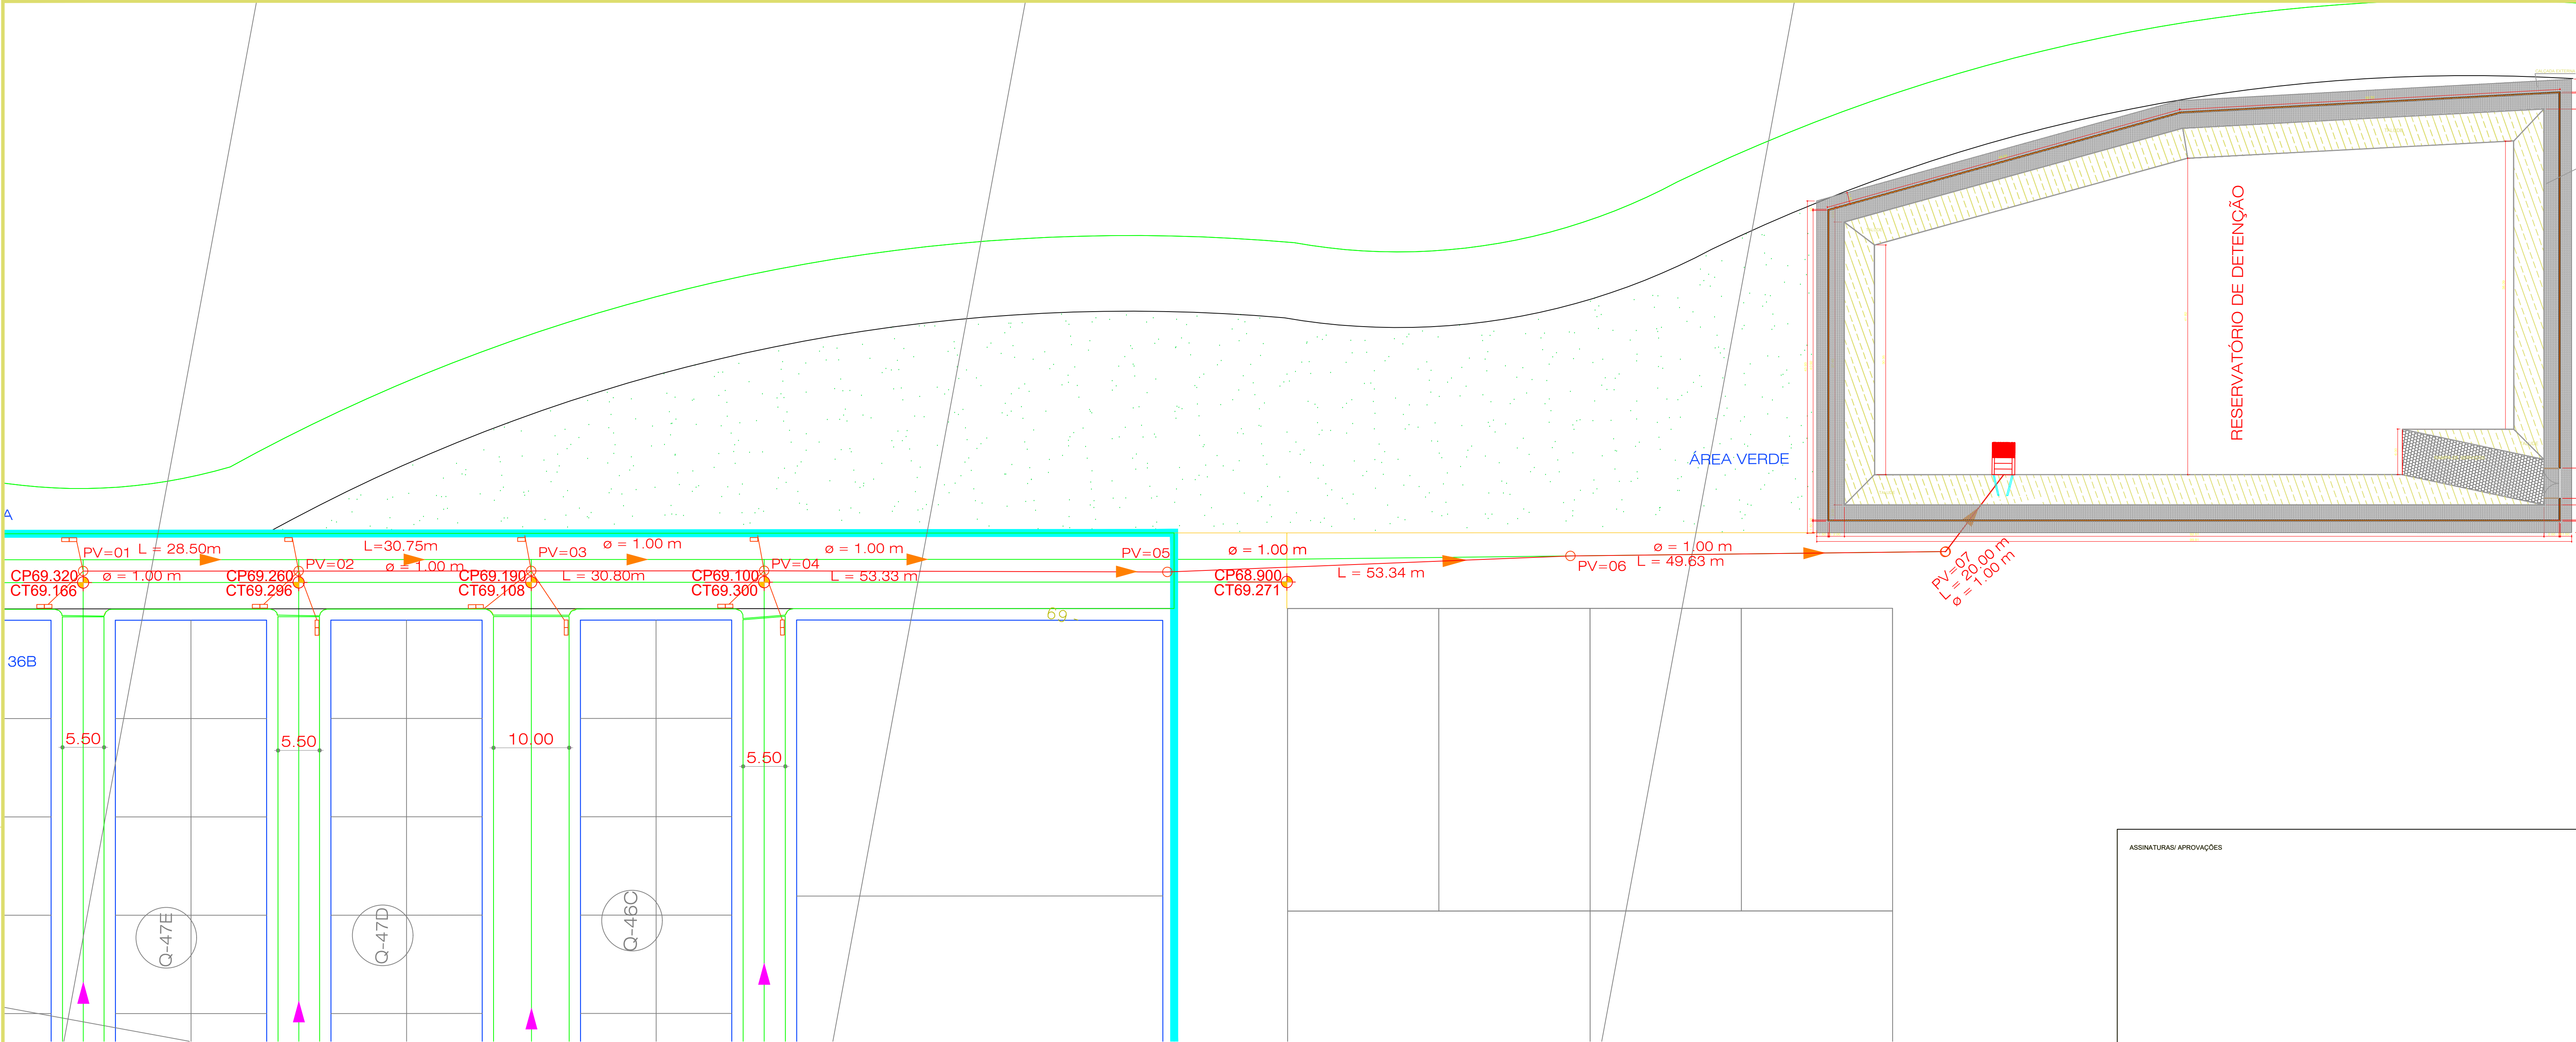 RESERVATÓRIO DE DETENÇÃO
ÁREA VERDE
A
PV=01
L = 28.50m
ø = 1.00 m
CP69.320
CT69.166
PV=02
L=30.75m
ø = 1.00 m
CP69.260
CT69.296
PV=03
ø = 1.00 m
L = 30.80m
CP69.190
CT69.108
PV=04
ø = 1.00 m
L = 53.33 m
CP69.100
CT69.300
PV=05
ø = 1.00 m
L = 53.34 m
CP68.900
CT69.271
PV=06
ø = 1.00 m
L = 49.63 m
PV=07
L = 20.00 m
ø = 1.00 m
69
36B
5.50
5.50
10.00
5.50
Q-47E
Q-47D
Q-46C
ASSINATURAS/ APROVAÇÕES